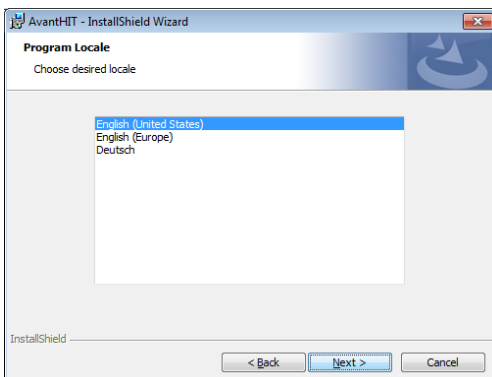 AvantHIT - InstallShield Wizard
Program Locale
Choose desired locale
English (United States)
English (Europe)
Deutsch
InstallShield
< Back
Next >
Cancel